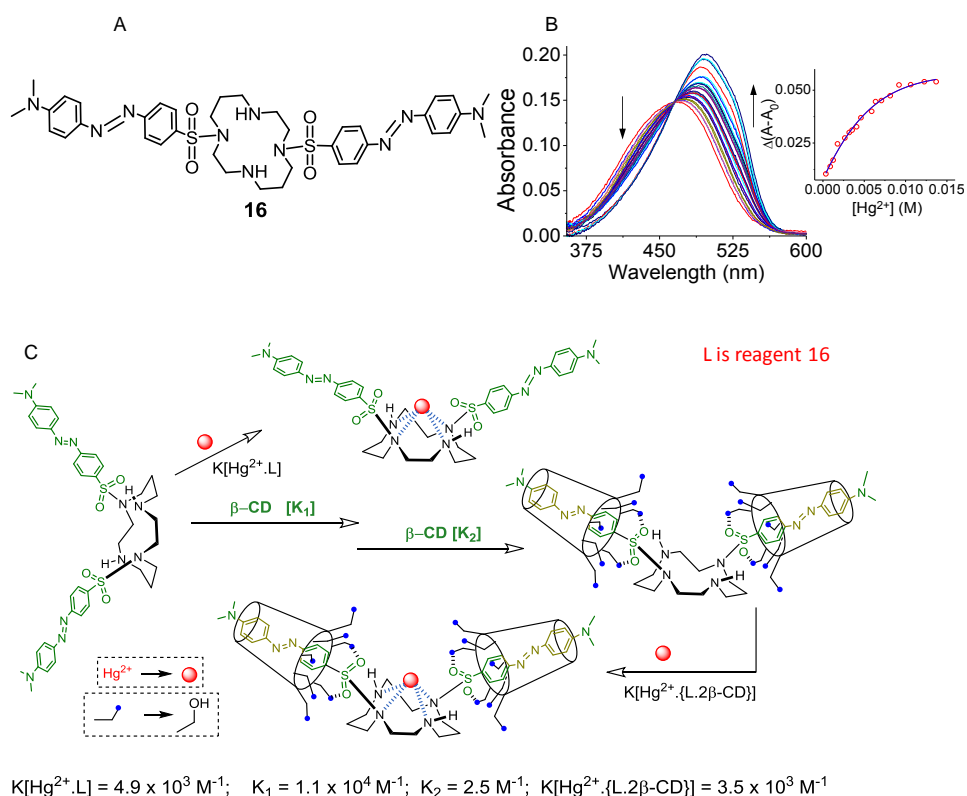 A
B
N
N
N
S
O
O
N
HN
NH
N
S
O
O
N
N
N
16
Absorbance
0.20
0.15
0.10
0.05
0.00
375
450
525
600
Wavelength (nm)
Δ(A-A0)
0.050
0.025
0.000
0.005
0.010
0.015
[Hg2+] (M)
C
L is reagent 16
K[Hg2+.L]
β–CD [K1]
β–CD [K2]
K[Hg2+.{L.2β-CD}]
Hg2+
OH
K[Hg2+.L] = 4.9 x 10³ M⁻¹; K1 = 1.1 x 10⁴ M⁻¹; K2 = 2.5 M⁻¹; K[Hg2+.{L.2β-CD}] = 3.5 x 10³ M⁻¹